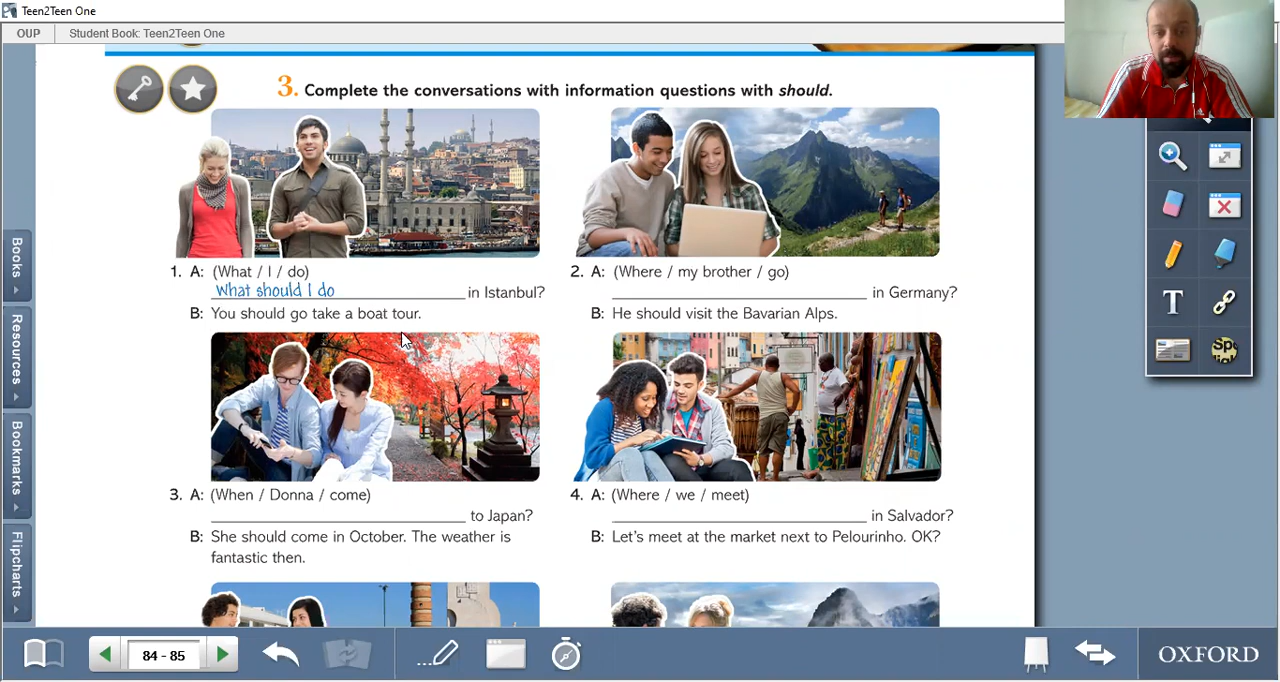 Teen2Teen One
OUP
Student Book: Teen2Teen One
3. Complete the conversations with information questions with should.
1. A: (What / I / do)
What should I do in Istanbul?
B: You should go take a boat tour.
2. A: (Where / my brother / go)
in Germany?
B: He should visit the Bavarian Alps.
3. A: (When / Donna / come)
to Japan?
B: She should come in October. The weather is
fantastic then.
4. A: (Where / we / meet)
in Salvador?
B: Let's meet at the market next to Pelourinho. OK?
Books
Resources
Bookmarks
Flipcharts
T
Sp
84 - 85
OXFORD